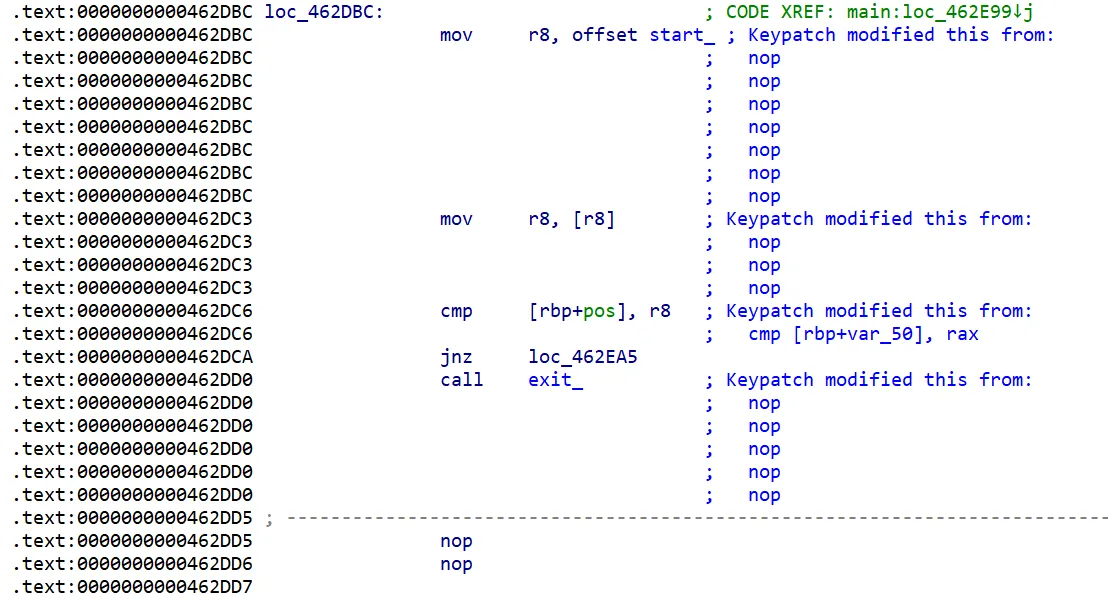 .text:0000000000462DBC loc_462DBC: ; CODE XREF: main:loc_462E99↓j
.text:0000000000462DBC mov r8, offset start_ ; Keypatch modified this from:
.text:0000000000462DBC ; nop
.text:0000000000462DBC ; nop
.text:0000000000462DBC ; nop
.text:0000000000462DBC ; nop
.text:0000000000462DBC ; nop
.text:0000000000462DBC ; nop
.text:0000000000462DBC ; nop
.text:0000000000462DC3 mov r8, [r8] ; Keypatch modified this from:
.text:0000000000462DC3 ; nop
.text:0000000000462DC3 ; nop
.text:0000000000462DC3 ; nop
.text:0000000000462DC6 cmp [rbp+pos], r8 ; Keypatch modified this from:
.text:0000000000462DC6 ; cmp [rbp+var_50], rax
.text:0000000000462DCA jnz loc_462EA5
.text:0000000000462DD0 call exit_ ; Keypatch modified this from:
.text:0000000000462DD0 ; nop
.text:0000000000462DD0 ; nop
.text:0000000000462DD0 ; nop
.text:0000000000462DD0 ; nop
.text:0000000000462DD0 ; nop
.text:0000000000462DD5 ; ---------------------------------------------------------------------------
.text:0000000000462DD5 nop
.text:0000000000462DD6 nop
.text:0000000000462DD7